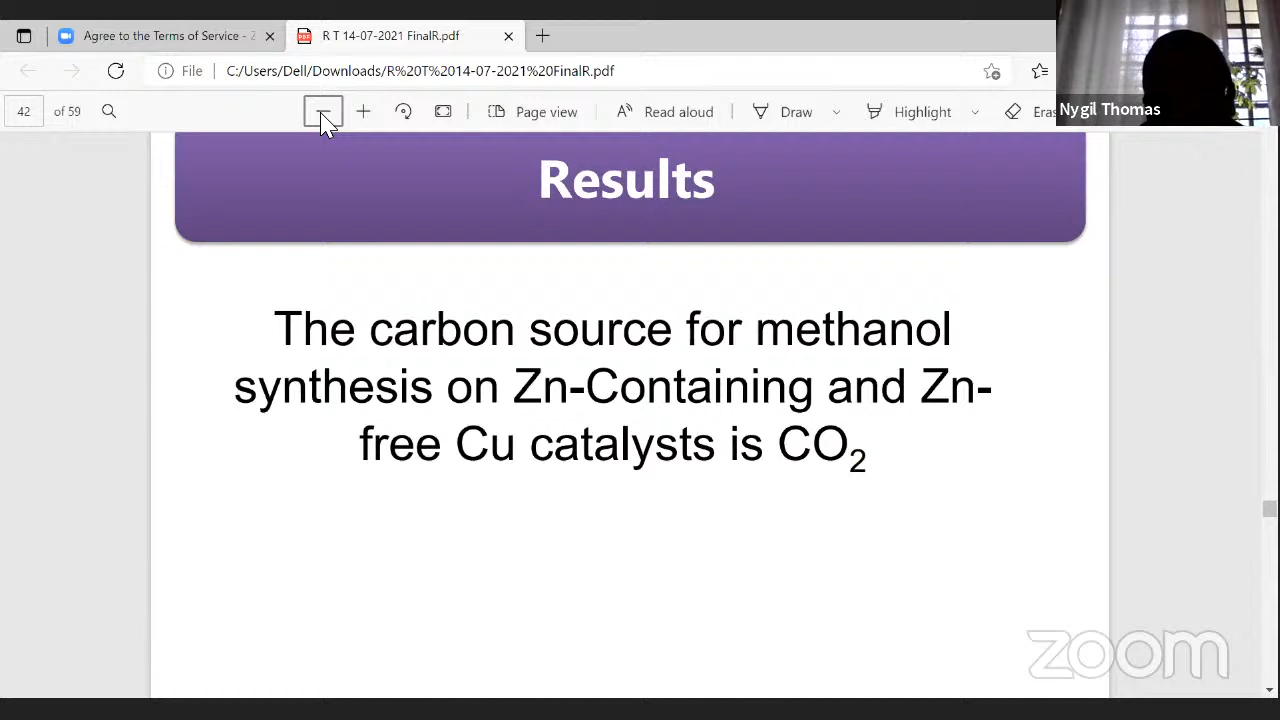 Agree to the Terms of Service - Z
R T 14-07-2021 FinalR.pdf
File
C:/Users/Dell/Downloads/R%20T%2014-07-2021%20FinalR.pdf
42 of 59
Page view
Read aloud
Draw
Highlight
Eras
Nygil Thomas
Results
The carbon source for methanol
synthesis on Zn-Containing and Zn-
free Cu catalysts is CO₂
zoom